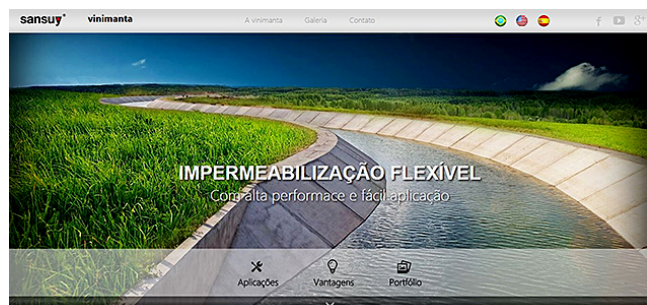 sansuy® vinimanta A vinimanta Galeria Contato
IMPERMEABILIZAÇÃO FLEXÍVEL
Com alta performace e fácil aplicação
Aplicações Vantagens Portfólio